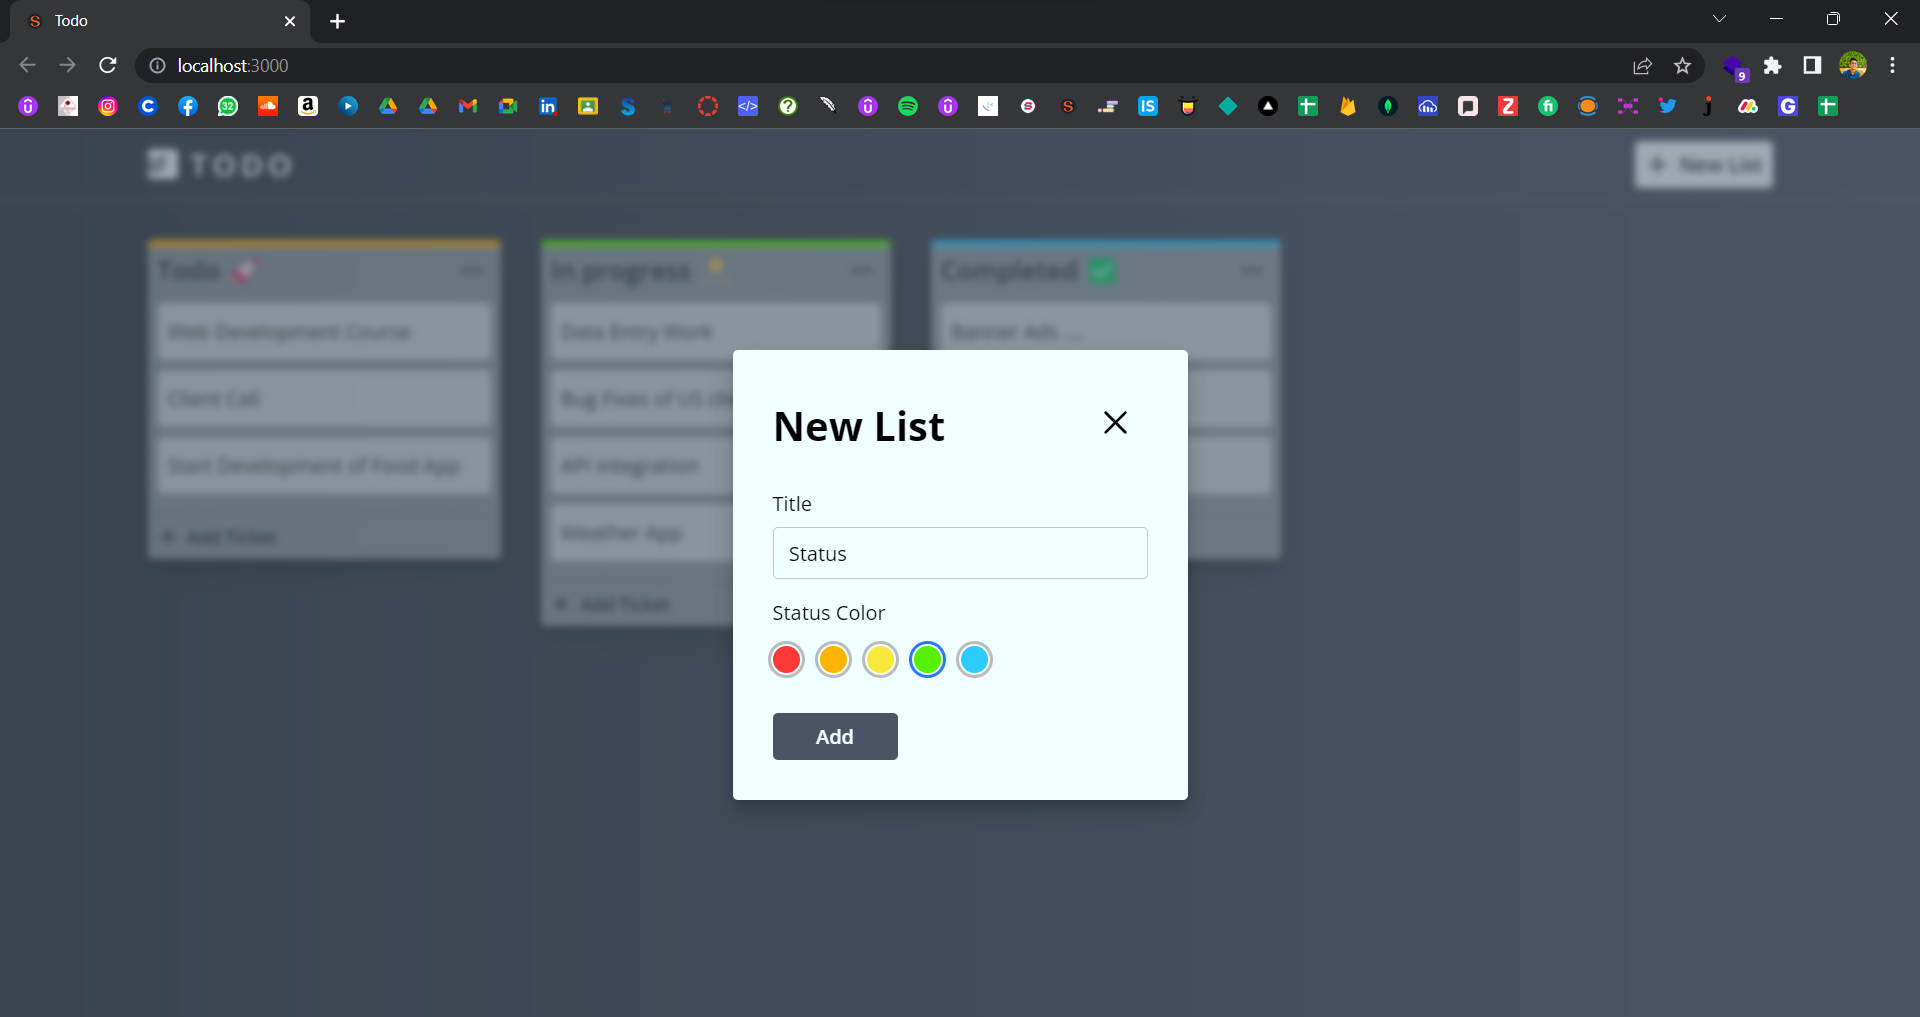 Todo
localhost:3000
9
32
TODO
+ New List
Todo
In progress
Completed
Web Development Course
Data Entry Work
Banner Ads ....
Client Call
Bug Fixes of US
Start Development of Food App
API Integration
Weather App
+ Add Ticket
+ Add Ticket
New List
Title
Status
Status Color
Add